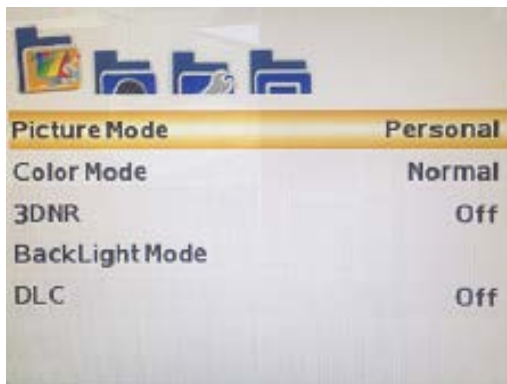 Picture Mode Personal
Color Mode Normal
3DNR Off
BackLight Mode
DLC Off